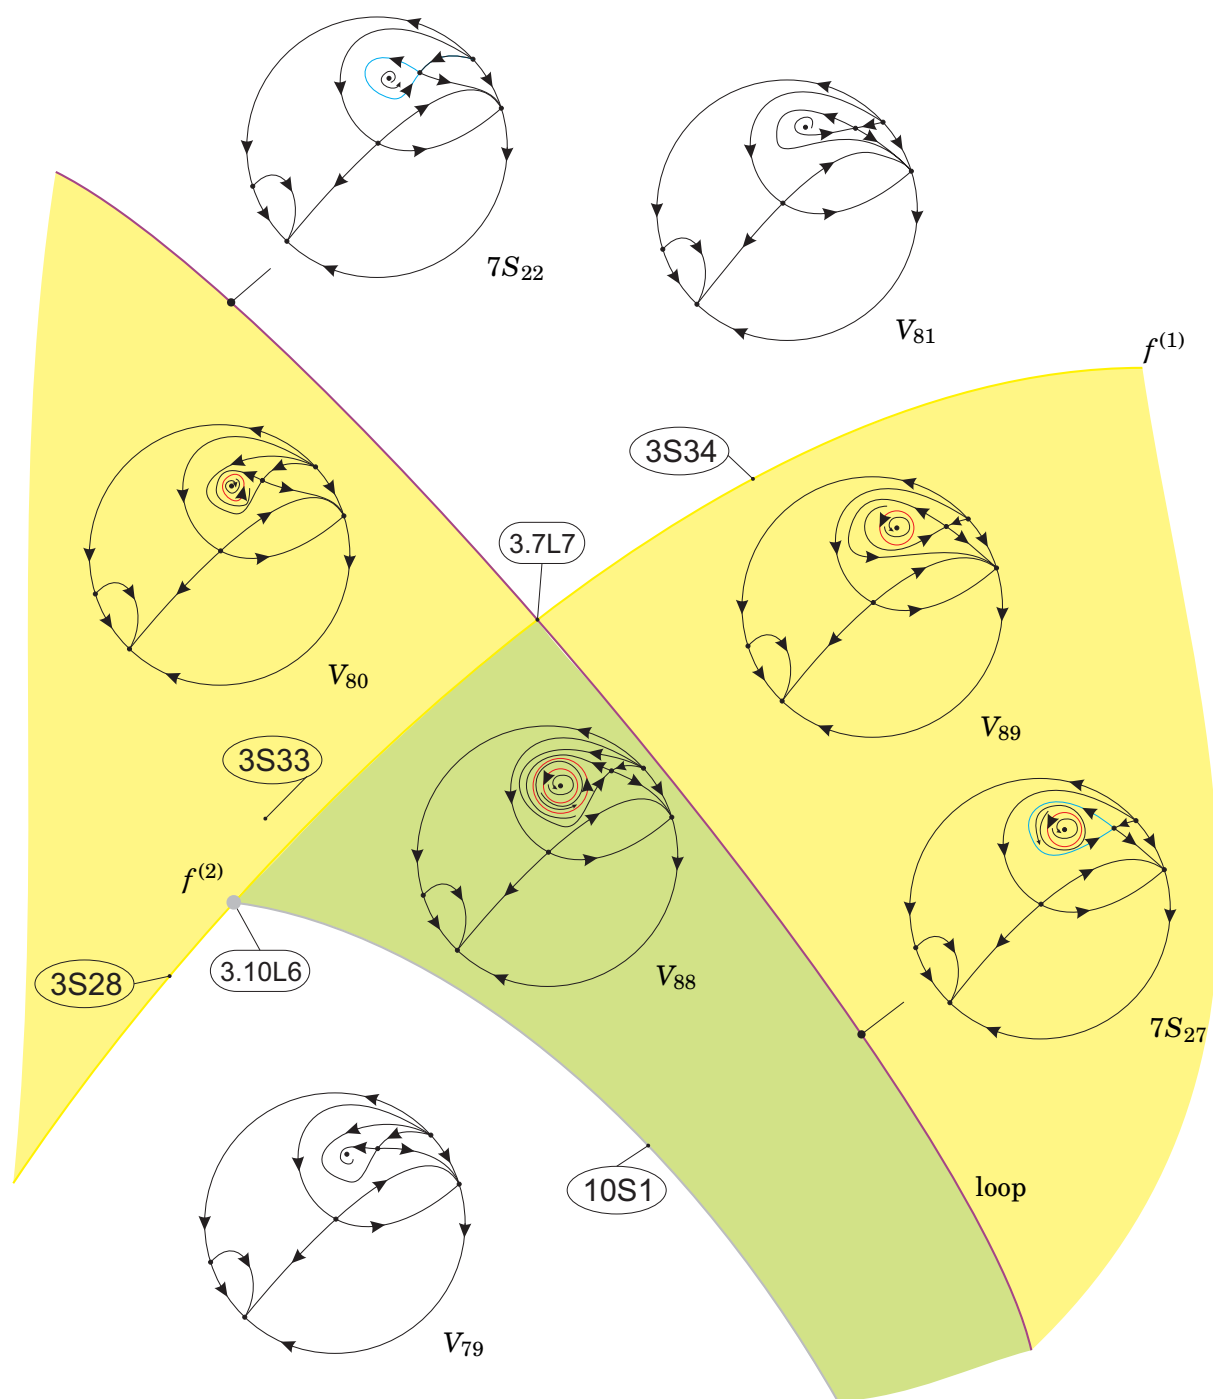 7S₂₂
V₈₁
f⁽¹⁾
3S34
3.7L7
V₈₀
V₈₉
3S33
f⁽²⁾
3.10L6
3S28
V₈₈
7S₂₇
10S1
loop
V₇₉